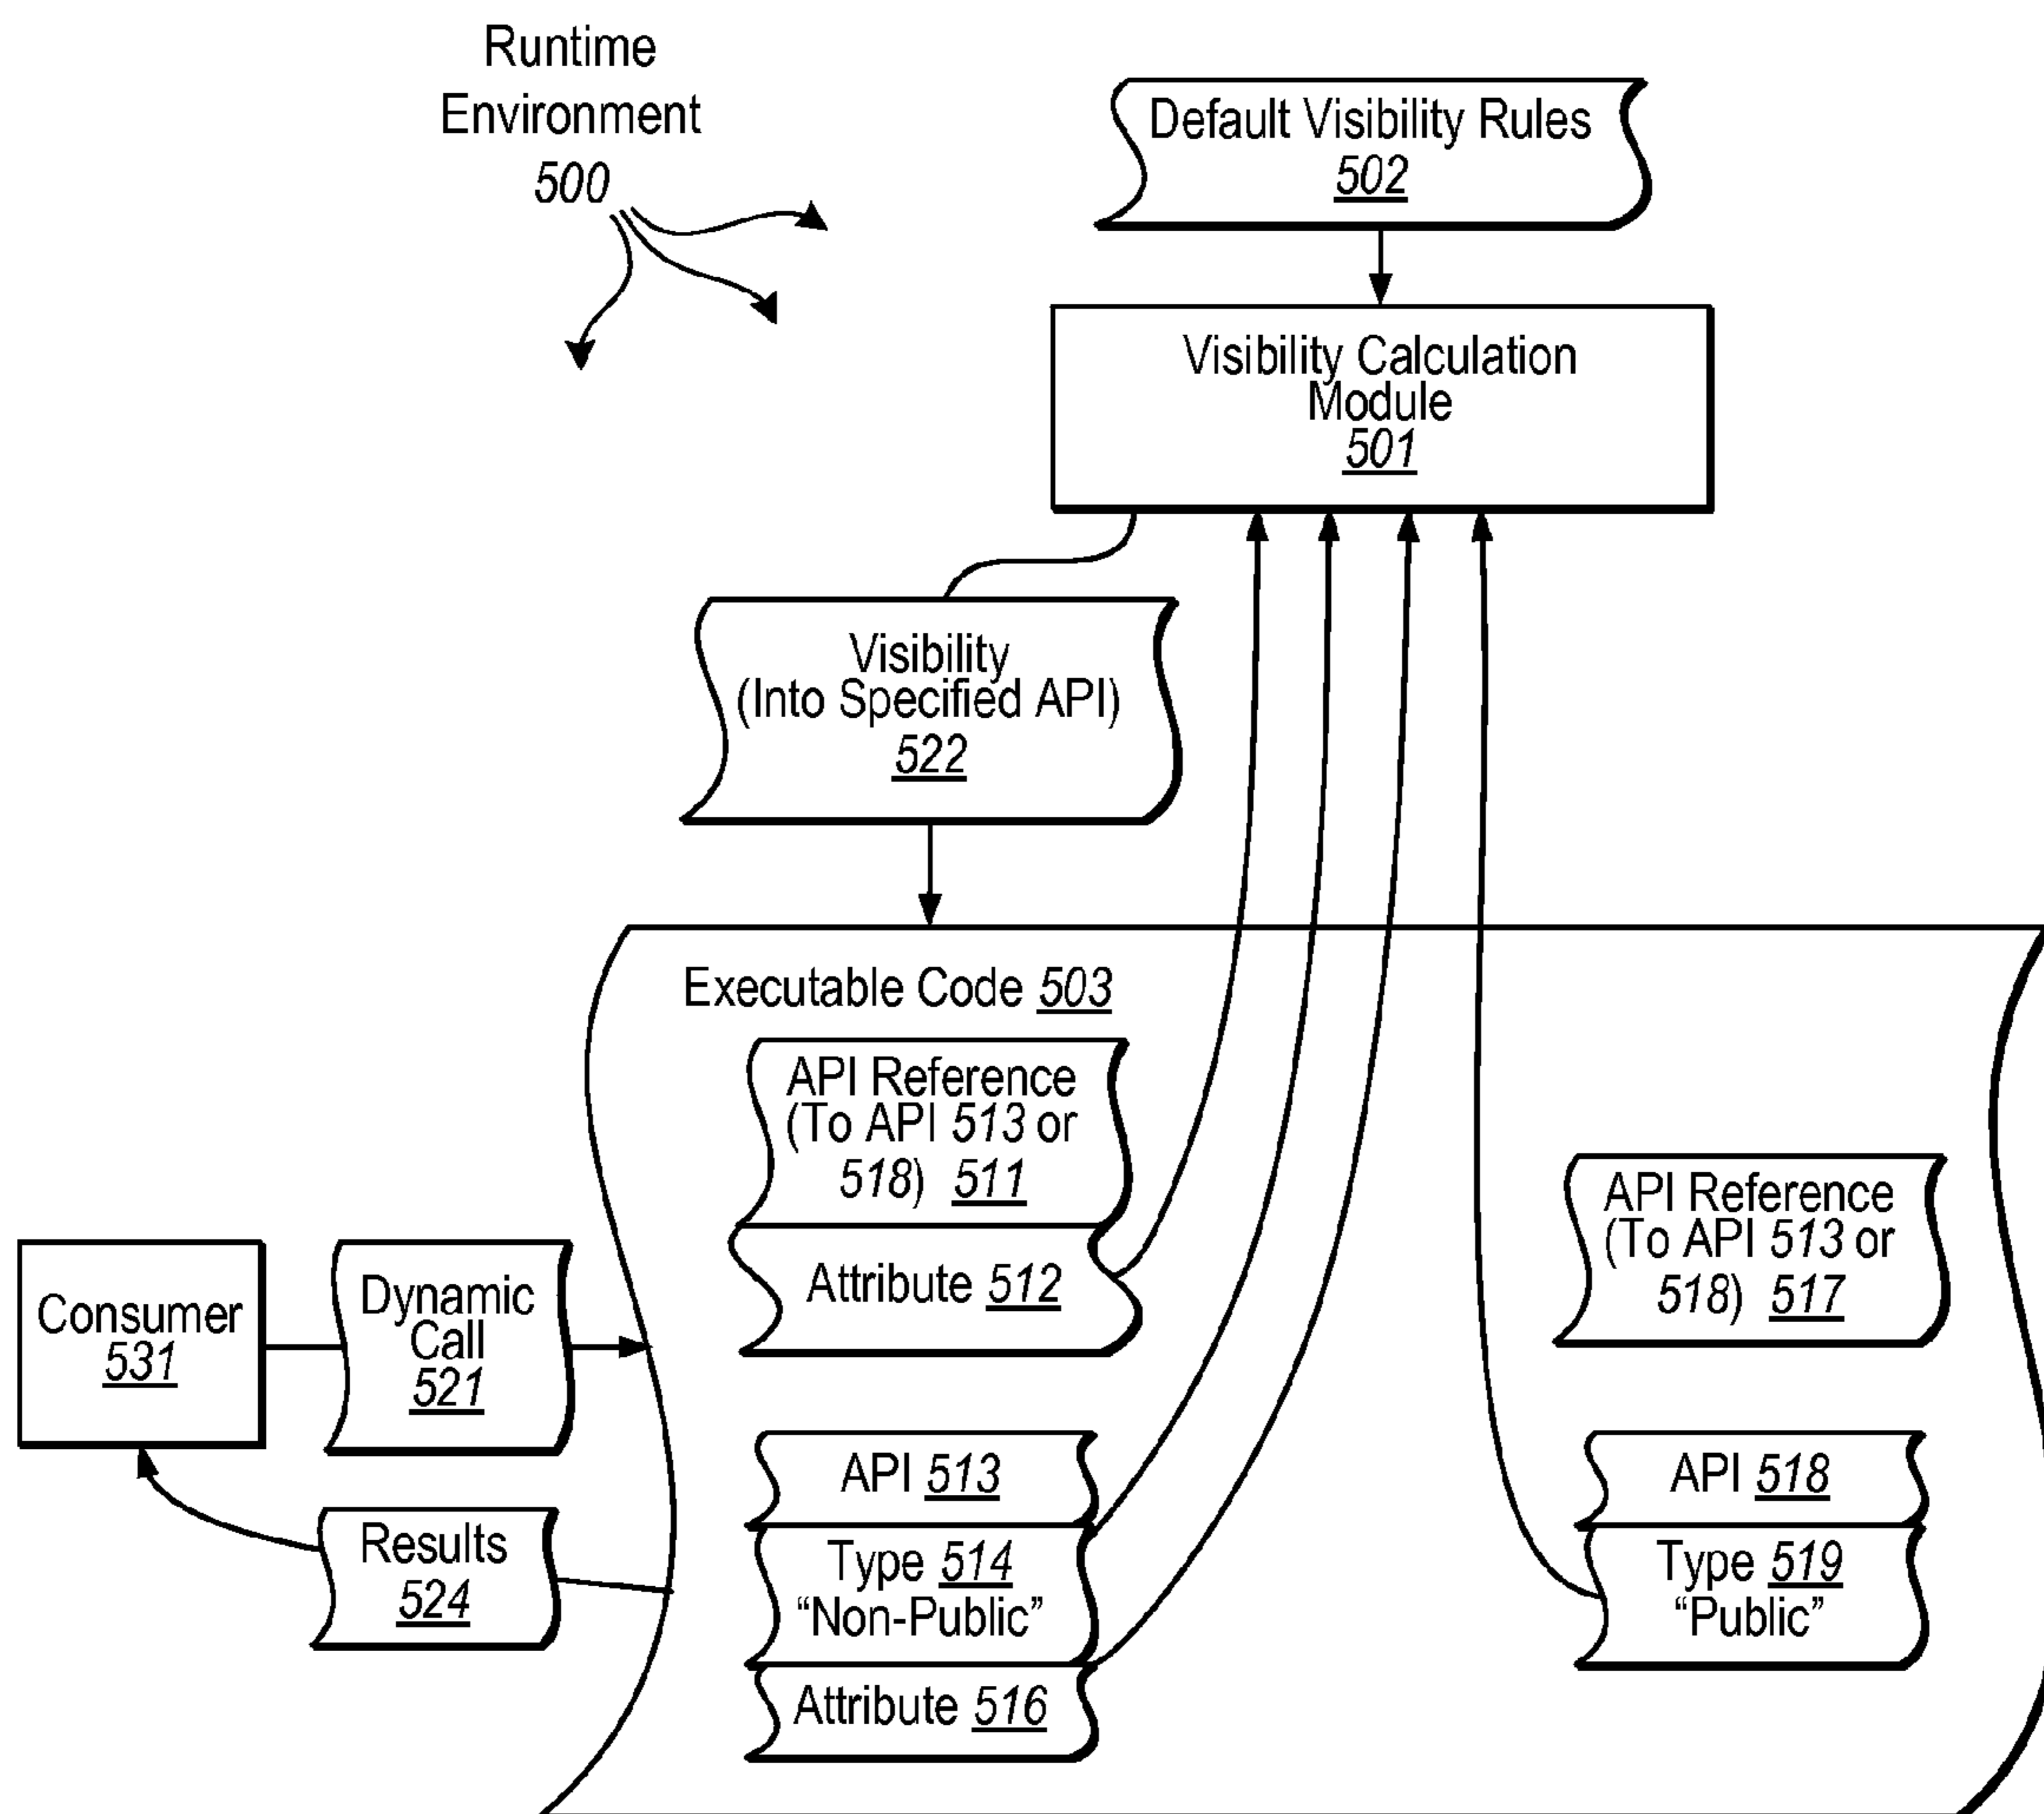 Runtime
Environment
500
Default Visibility Rules
502
Visibility Calculation
Module
501
Visibility
(Into Specified API)
522
Executable Code 503
API Reference
(To API 513 or
518) 511
Attribute 512
API Reference
(To API 513 or
518) 517
Consumer
531
Dynamic
Call
521
Results
524
API 513
Type 514
“Non-Public”
Attribute 516
API 518
Type 519
“Public”